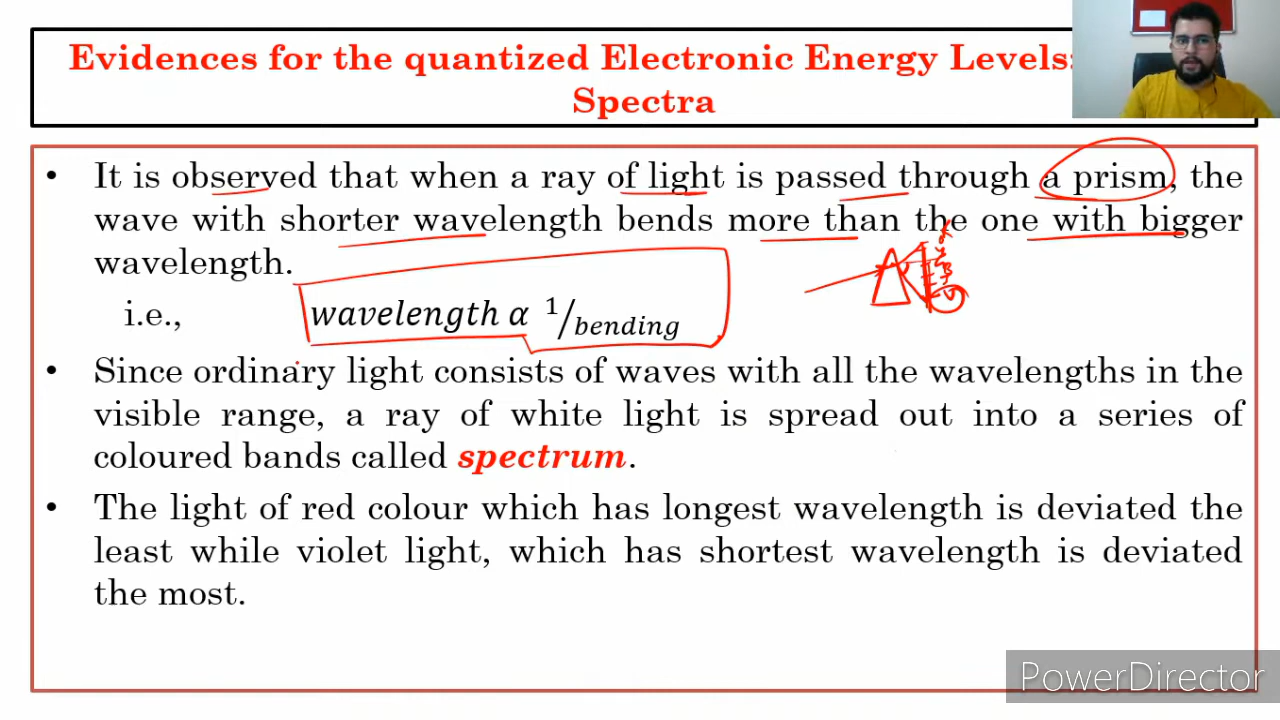 Evidences for the quantized Electronic Energy Levels:
Spectra
• It is observed that when a ray of light is passed through a prism, the
wave with shorter wavelength bends more than the one with bigger
wavelength.
i.e., wavelength α 1/bending
• Since ordinary light consists of waves with all the wavelengths in the
visible range, a ray of white light is spread out into a series of
coloured bands called spectrum.
• The light of red colour which has longest wavelength is deviated the
least while violet light, which has shortest wavelength is deviated
the most.
PowerDirector